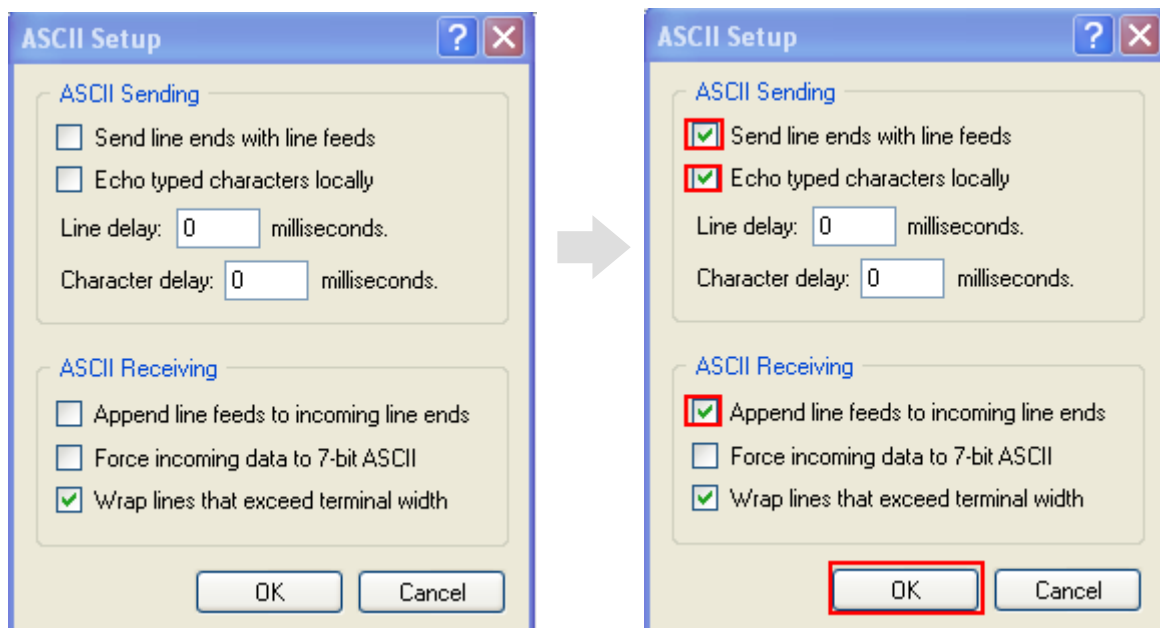 ASCII Setup
ASCII Sending
Send line ends with line feeds
Echo typed characters locally
Line delay: 0 milliseconds.
Character delay: 0 milliseconds.
ASCII Receiving
Append line feeds to incoming line ends
Force incoming data to 7-bit ASCII
Wrap lines that exceed terminal width
OK Cancel
ASCII Setup
ASCII Sending
Send line ends with line feeds
Echo typed characters locally
Line delay: 0 milliseconds.
Character delay: 0 milliseconds.
ASCII Receiving
Append line feeds to incoming line ends
Force incoming data to 7-bit ASCII
Wrap lines that exceed terminal width
OK Cancel